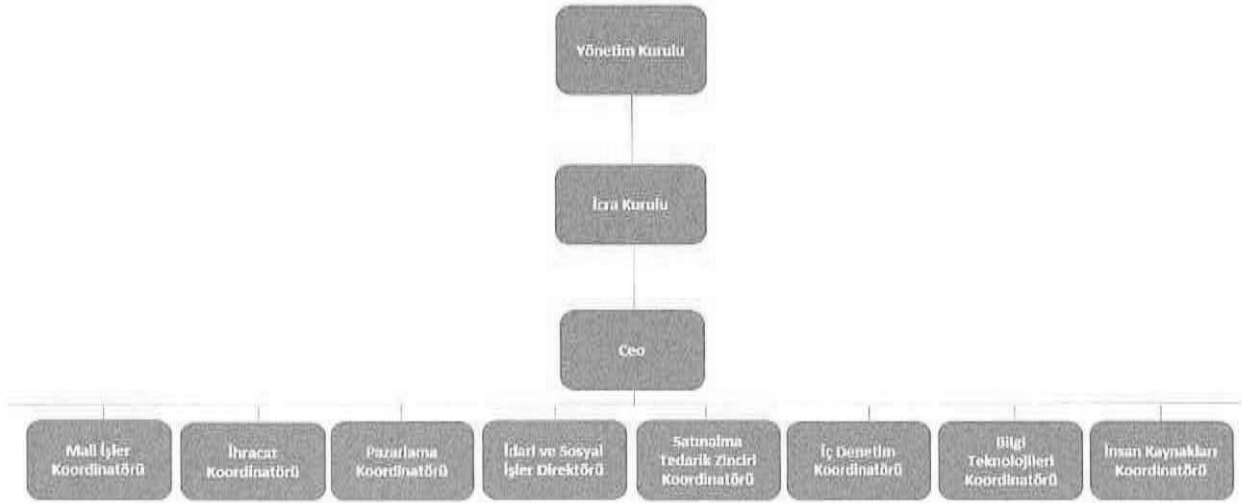 Yönetim Kurulu
İcra Kurulu
Ceo
Mali İşler
Koordinatörü
İhracat
Koordinatörü
Pazarlama
Koordinatörü
İdari ve Sosyal
İşler Direktörü
Satınalma
Tedarik Zinciri
Koordinatörü
İç Denetim
Koordinatörü
Bilgi
Teknolojileri
Koordinatörü
İnsan Kaynakları
Koordinatörü